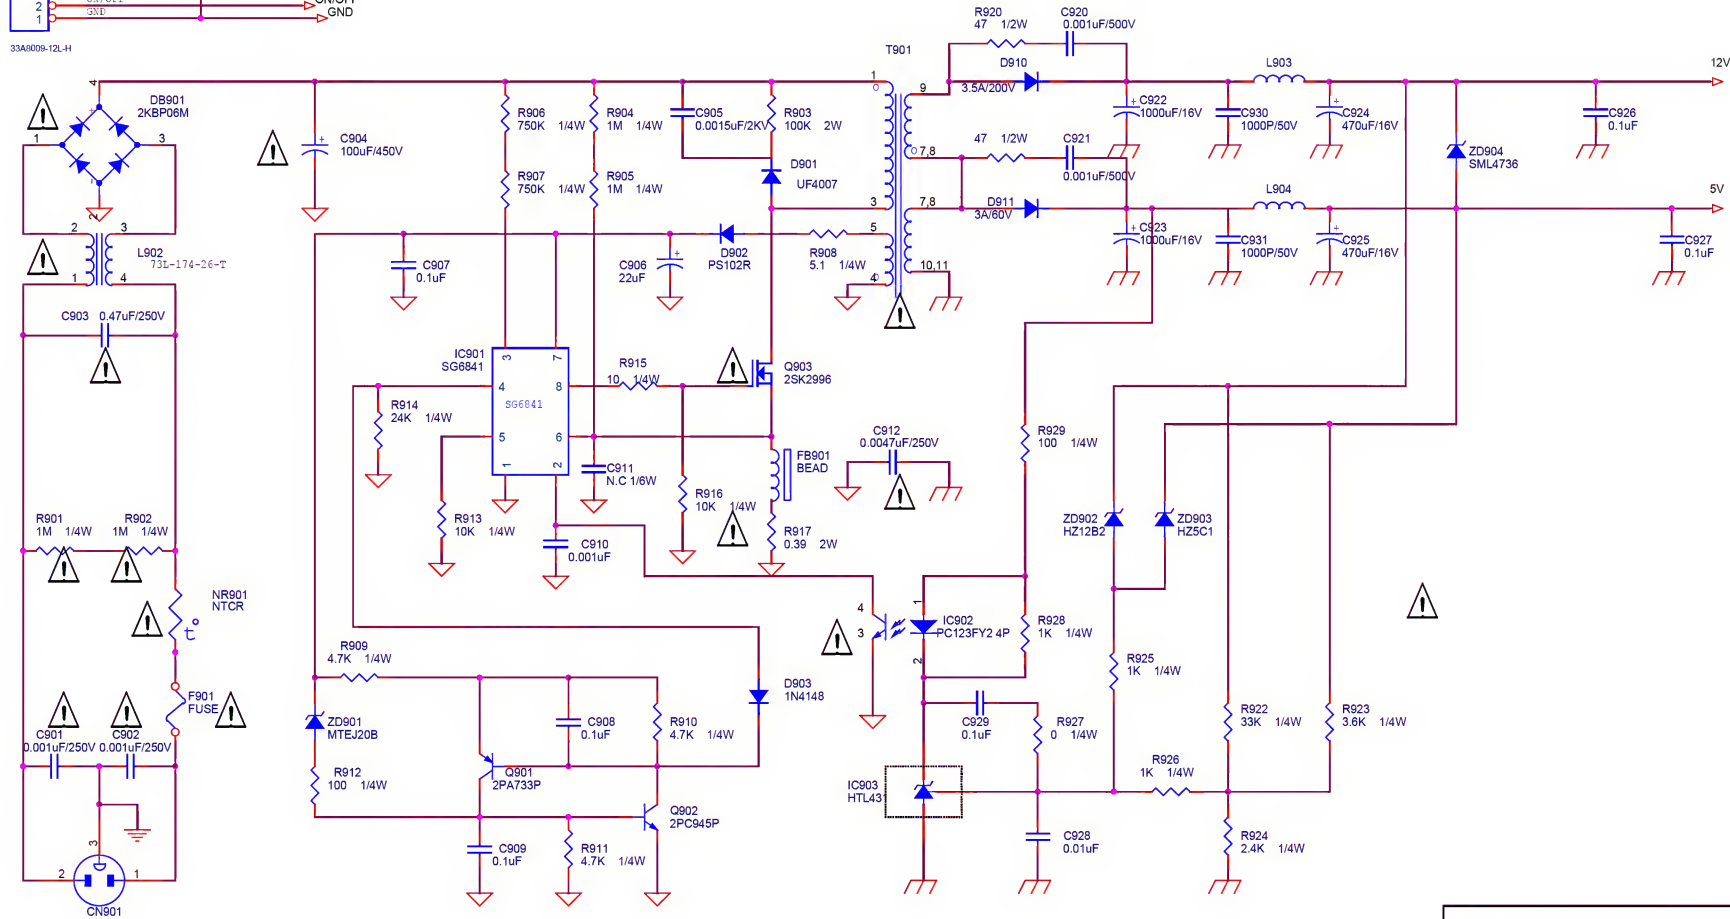 2
1
GND
GND
33A8009-12L-H
4
DB901
2KBP06M
1
3
2
2
3
L902
73L-174-26-T
1
4
C903 0.47uF/250V
R901
1M 1/4W
R902
1M 1/4W
NR901
NTCR
t°
F901
FUSE
C901
0.001uF/250V
C902
0.001uF/250V
3
2
1
CN901
C904
100uF/450V
R906
750K 1/4W
R904
1M 1/4W
C905
0.0015uF/2KV
R903
100K 2W
R907
750K 1/4W
R905
1M 1/4W
D901
UF4007
C907
0.1uF
C906
22uF
D902
PS102R
R908
5.1 1/4W
T901
1
3
5
4
9
7,8
7,8
10,11
R920
47 1/2W
C920
0.001uF/500V
D910
3.5A/200V
47 1/2W
C921
0.001uF/500V
D911
3A/60V
C922
1000uF/16V
C930
1000P/50V
L903
C924
470uF/16V
C923
1000uF/16V
C931
1000P/50V
L904
C925
470uF/16V
ZD904
SML4736
C926
0.1uF
C927
0.1uF
12V
5V
IC901
SG6841
SG6841
3
7
4
8
5
6
1
2
R914
24K 1/4W
R913
10K 1/4W
R915
10 1/4W
C911
N.C 1/6W
R916
10K 1/4W
C910
0.001uF
Q903
2SK2996
FB901
BEAD
R917
0.39 2W
C912
0.0047uF/250V
R929
100 1/4W
ZD902
HZ12B2
ZD903
HZ5C1
4
3
1
2
IC902
PC123FY2 4P
R928
1K 1/4W
R925
1K 1/4W
R909
4.7K 1/4W
ZD901
MTEJ20B
R912
100 1/4W
C908
0.1uF
R910
4.7K 1/4W
D903
1N4148
Q901
2PA733P
Q902
2PC945P
C909
0.1uF
R911
4.7K 1/4W
C929
0.1uF
R927
0 1/4W
IC903
HTL431
C928
0.01uF
R926
1K 1/4W
R922
33K 1/4W
R923
3.6K 1/4W
R924
2.4K 1/4W